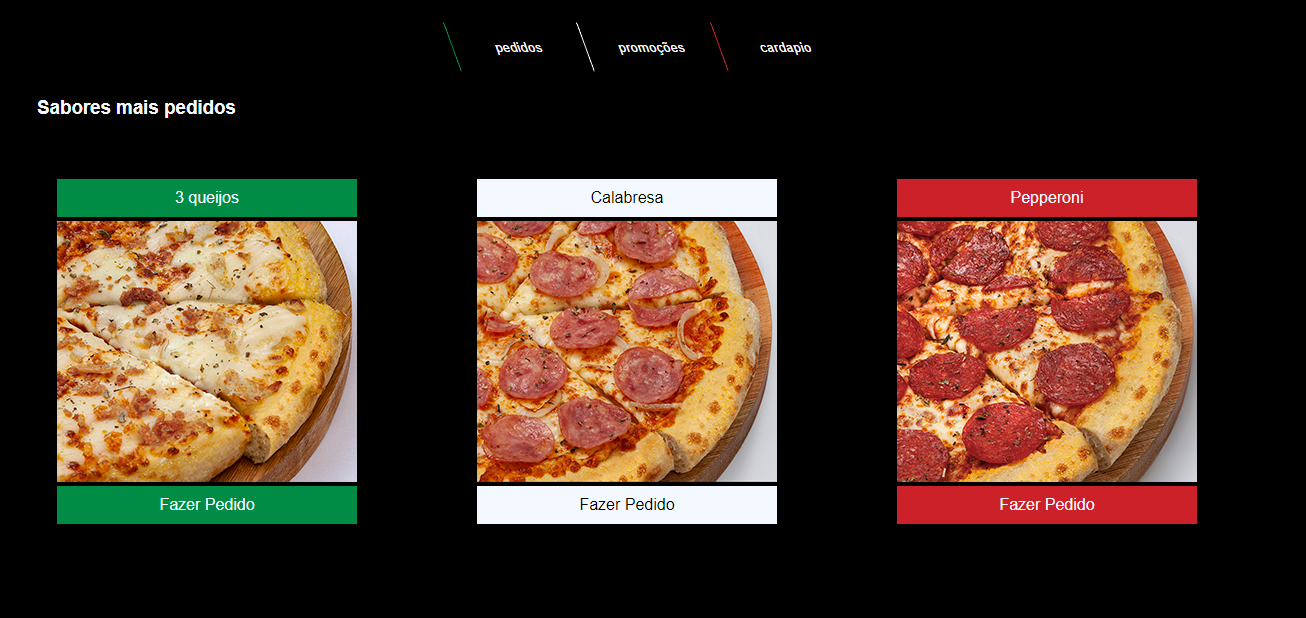 pedidos promoções cardapio
Sabores mais pedidos
3 queijos Calabresa Pepperoni
Fazer Pedido Fazer Pedido Fazer Pedido